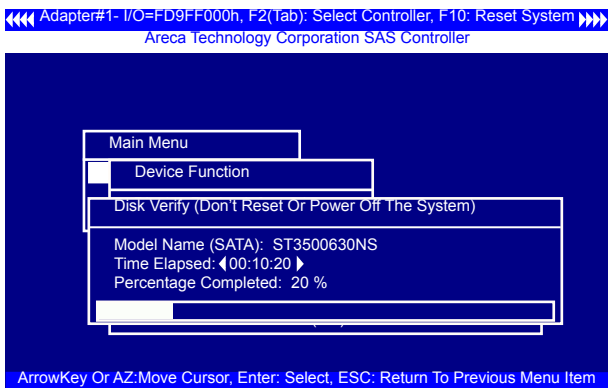 Adapter#1- I/O=FD9FF000h, F2(Tab): Select Controller, F10: Reset System
Areca Technology Corporation SAS Controller
Main Menu
Device Function
Disk Verify (Don't Reset Or Power Off The System)
Model Name (SATA): ST3500630NS
Time Elapsed: 00:10:20
Percentage Completed: 20 %
ArrowKey Or AZ:Move Cursor, Enter: Select, ESC: Return To Previous Menu Item